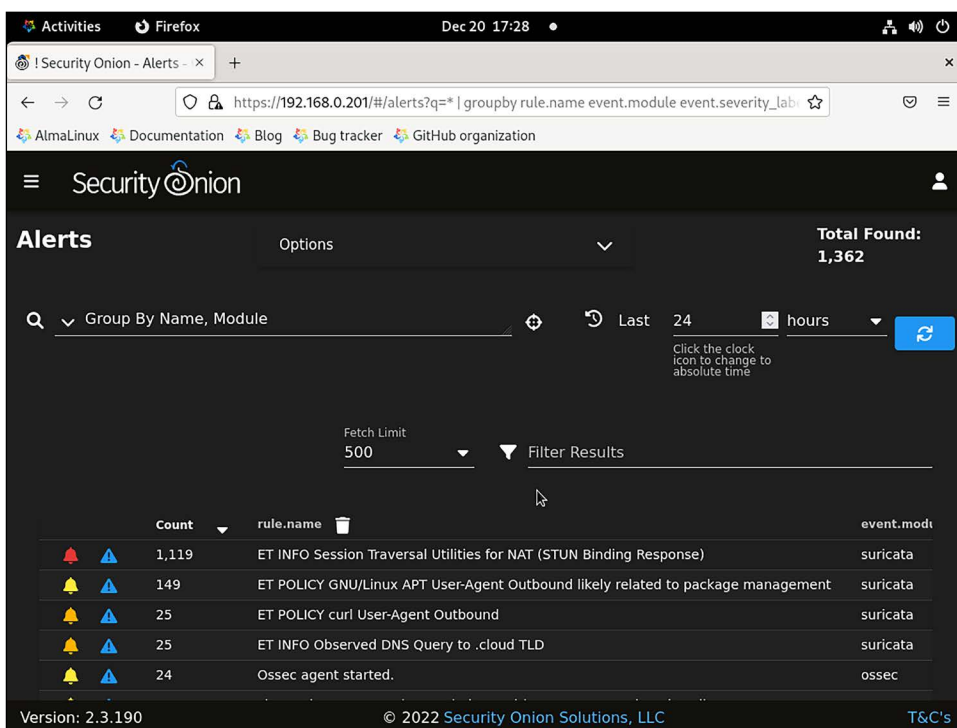 Activities Firefox Dec 20 17:28
! Security Onion - Alerts -
https://192.168.0.201/#/alerts?q=* | groupby rule.name event.module event.severity_lab
AlmaLinux Documentation Blog Bug tracker GitHub organization
Security Onion
Alerts
Options
Total Found:
1,362
Group By Name, Module
Last 24 hours
Click the clock
icon to change to
absolute time
Fetch Limit
500
Filter Results
Count rule.name event.modu
1,119 ET INFO Session Traversal Utilities for NAT (STUN Binding Response) suricata
149 ET POLICY GNU/Linux APT User-Agent Outbound likely related to package management suricata
25 ET POLICY curl User-Agent Outbound suricata
25 ET INFO Observed DNS Query to .cloud TLD suricata
24 Ossec agent started. ossec
Version: 2.3.190 © 2022 Security Onion Solutions, LLC T&C's